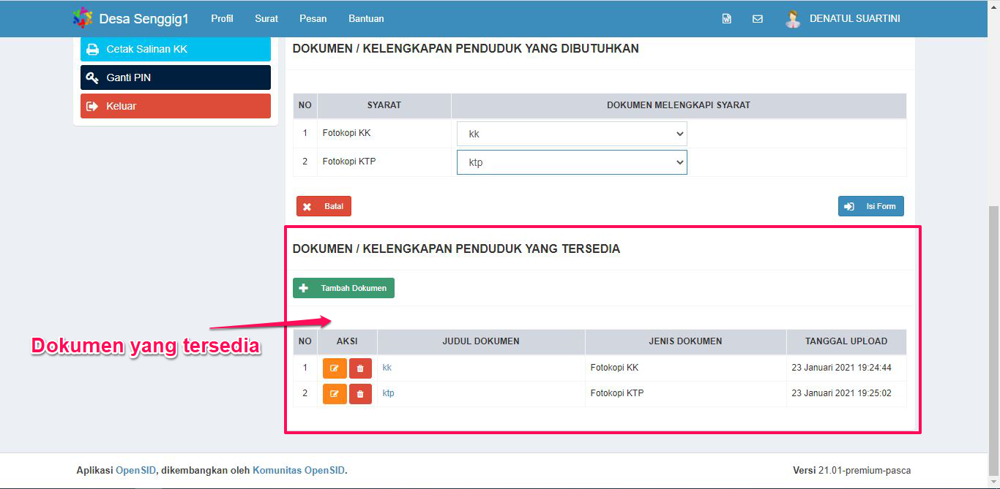 Desa Senggig1 Profil Surat Pesan Bantuan DENATUL SUARTINI
Cetak Salinan KK
Ganti PIN
Keluar
DOKUMEN / KELENGKAPAN PENDUDUK YANG DIBUTUHKAN
NO SYARAT DOKUMEN MELENGKAPI SYARAT
1 Fotokopi KK kk
2 Fotokopi KTP ktp
Batal Isi Form
DOKUMEN / KELENGKAPAN PENDUDUK YANG TERSEDIA
Tambah Dokumen
Dokumen yang tersedia
NO AKSI JUDUL DOKUMEN JENIS DOKUMEN TANGGAL UPLOAD
1 kk Fotokopi KK 23 Januari 2021 19:24:44
2 ktp Fotokopi KTP 23 Januari 2021 19:25:02
Aplikasi OpenSID, dikembangkan oleh Komunitas OpenSID. Versi 21.01-premium-pasca